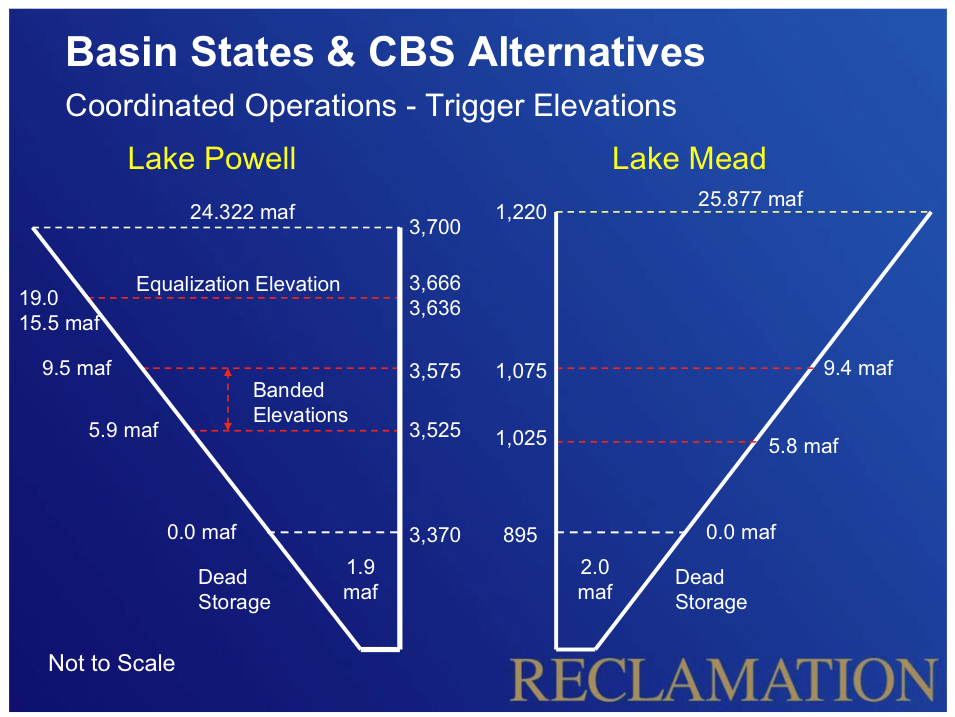 Basin States & CBS Alternatives
Coordinated Operations - Trigger Elevations
Lake Powell
Lake Mead
24.322 maf
3,700
1,220
25.877 maf
Equalization Elevation
3,666
3,636
19.0
15.5 maf
9.5 maf
3,575
1,075
9.4 maf
Banded
Elevations
5.9 maf
3,525
1,025
5.8 maf
0.0 maf
3,370
895
0.0 maf
Dead
Storage
1.9
maf
2.0
maf
Dead
Storage
Not to Scale
RECLAMATION